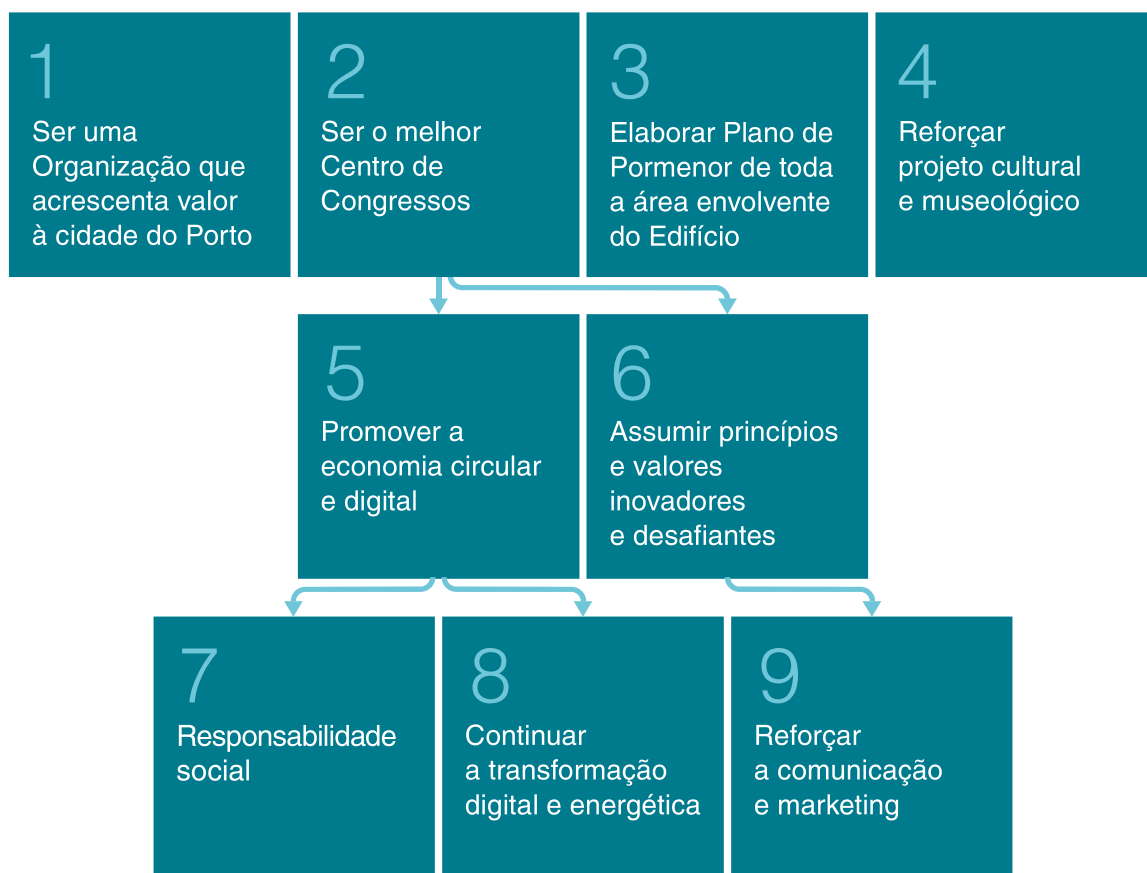 1
Ser uma
Organização que
acrescenta valor
à cidade do Porto
2
Ser o melhor
Centro de
Congressos
3
Elaborar Plano de
Pormenor de toda
a área envolvente
do Edifício
4
Reforçar
projeto cultural
e museológico
5
Promover a
economia circular
e digital
6
Assumir princípios
e valores
inovadores
e desafiantes
7
Responsabilidade
social
8
Continuar
a transformação
digital e energética
9
Reforçar
a comunicação
e marketing